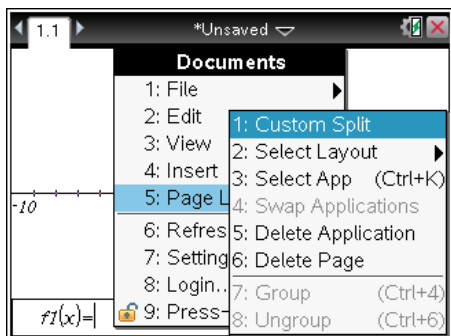 1.1 *Unsaved
Documents
1: File
2: Edit
3: View
4: Insert
5: Page L
6: Refres
7: Setting
8: Login..
9: Press-
1: Custom Split
2: Select Layout
3: Select App (Ctrl+K)
4: Swap Applications
5: Delete Application
6: Delete Page
7: Group (Ctrl+4)
8: Ungroup (Ctrl+6)
-10
f1(x)=